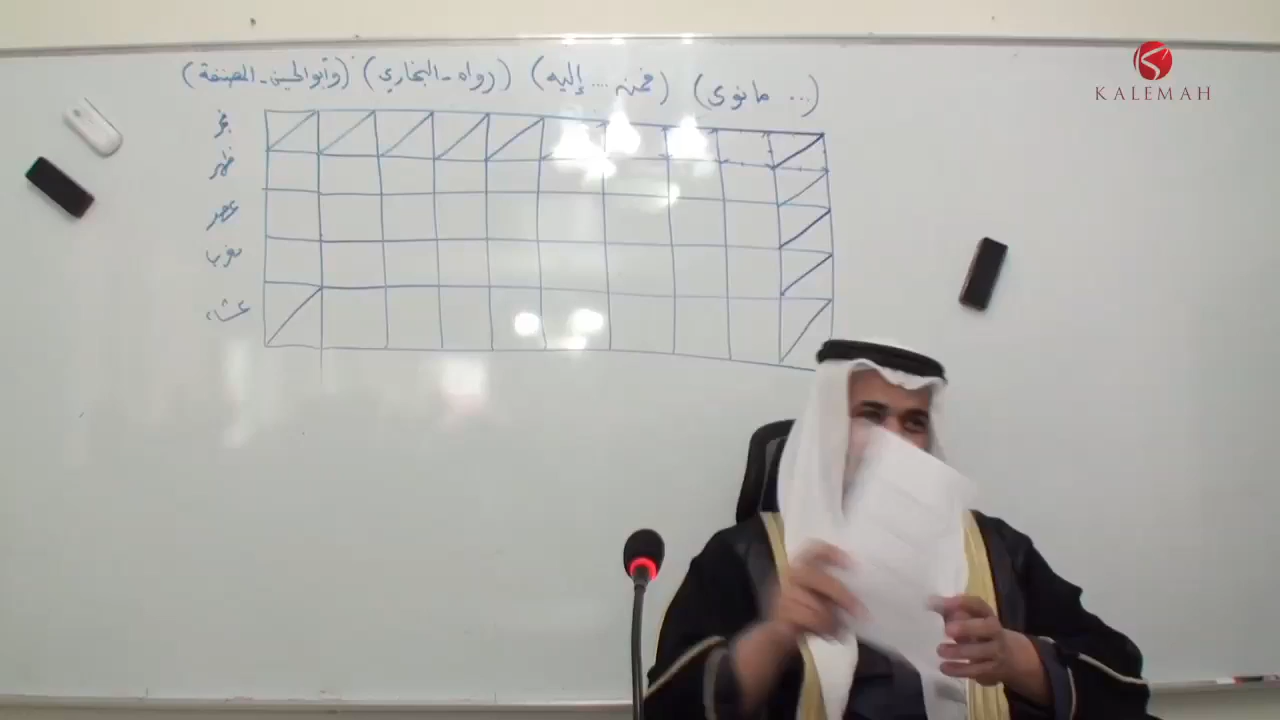 (... ما نوى) (فمن .... إليه) (رواه - البخاري) (وأبو الحسين - المصنفة)
KALEMAH
فجر
ظهر
عصر
مغرب
عشاء